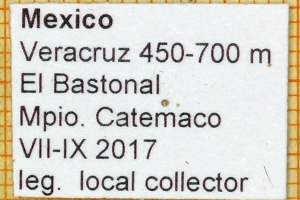 Mexico
Veracruz 450-700 m
El Bastonal
Mpio. Catemaco
VII-IX 2017
leg. local collector